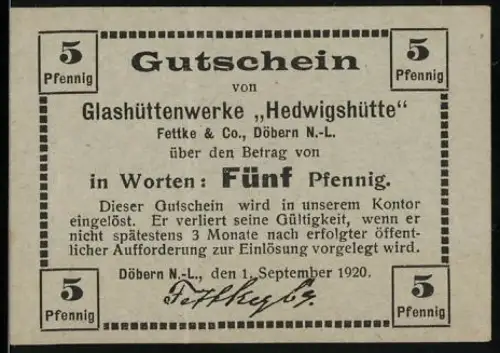 5 Pfennig
5 Pfennig
Gutschein
von
Glashüttenwerke „Hedwigshütte"
Fettke & Co., Döbern N.-L.
über den Betrag von
in Worten: Fünf Pfennig.
Dieser Gutschein wird in unserem Kontor
eingelöst. Er verliert seine Gültigkeit, wenn er
nicht spätestens 3 Monate nach erfolgter öffent-
licher Aufforderung zur Einlösung vorgelegt wird.
Döbern N.-L., den 1. September 1920.
Fettke & Co.
5 Pfennig
5 Pfennig